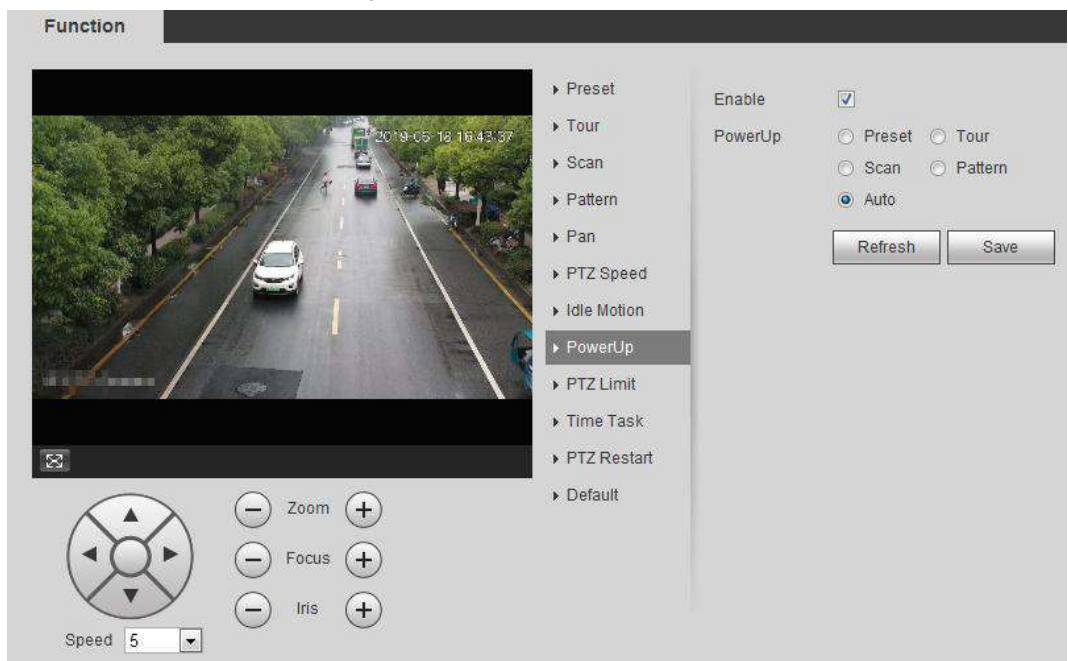 Function
2019-06-18 16:43:37
Preset
Tour
Scan
Pattern
Pan
PTZ Speed
Idle Motion
PowerUp
PTZ Limit
Time Task
PTZ Restart
Default
Enable
PowerUp
Preset Tour
Scan Pattern
Auto
Refresh Save
Zoom
Focus
Iris
Speed 5